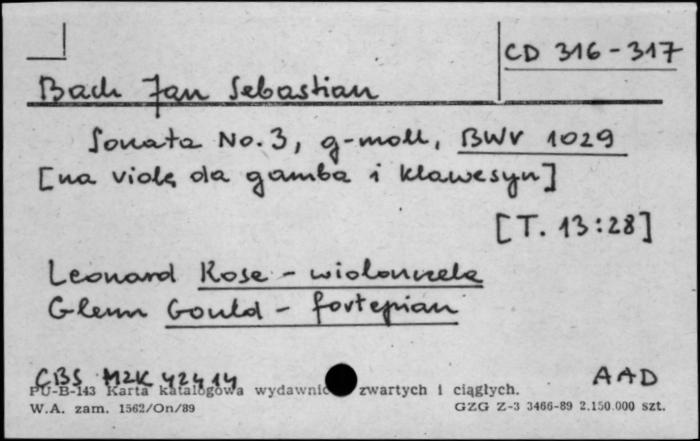 CD 316-317
Bach Jan Sebastian
Sonata No. 3, g-moll, BWV 1029
[na violę da gamba i klawesyn]
[T. 13:28]
Leonard Rose - wiolonczela
Glenn Gould - fortepian
CBS M2K 42414 AAD
PU-B-143 Karta katalogowa wydawnic zwartych i ciągłych.
W.A. zam. 1562/On/89 GZG Z-3 3466-89 2.150.000 szt.